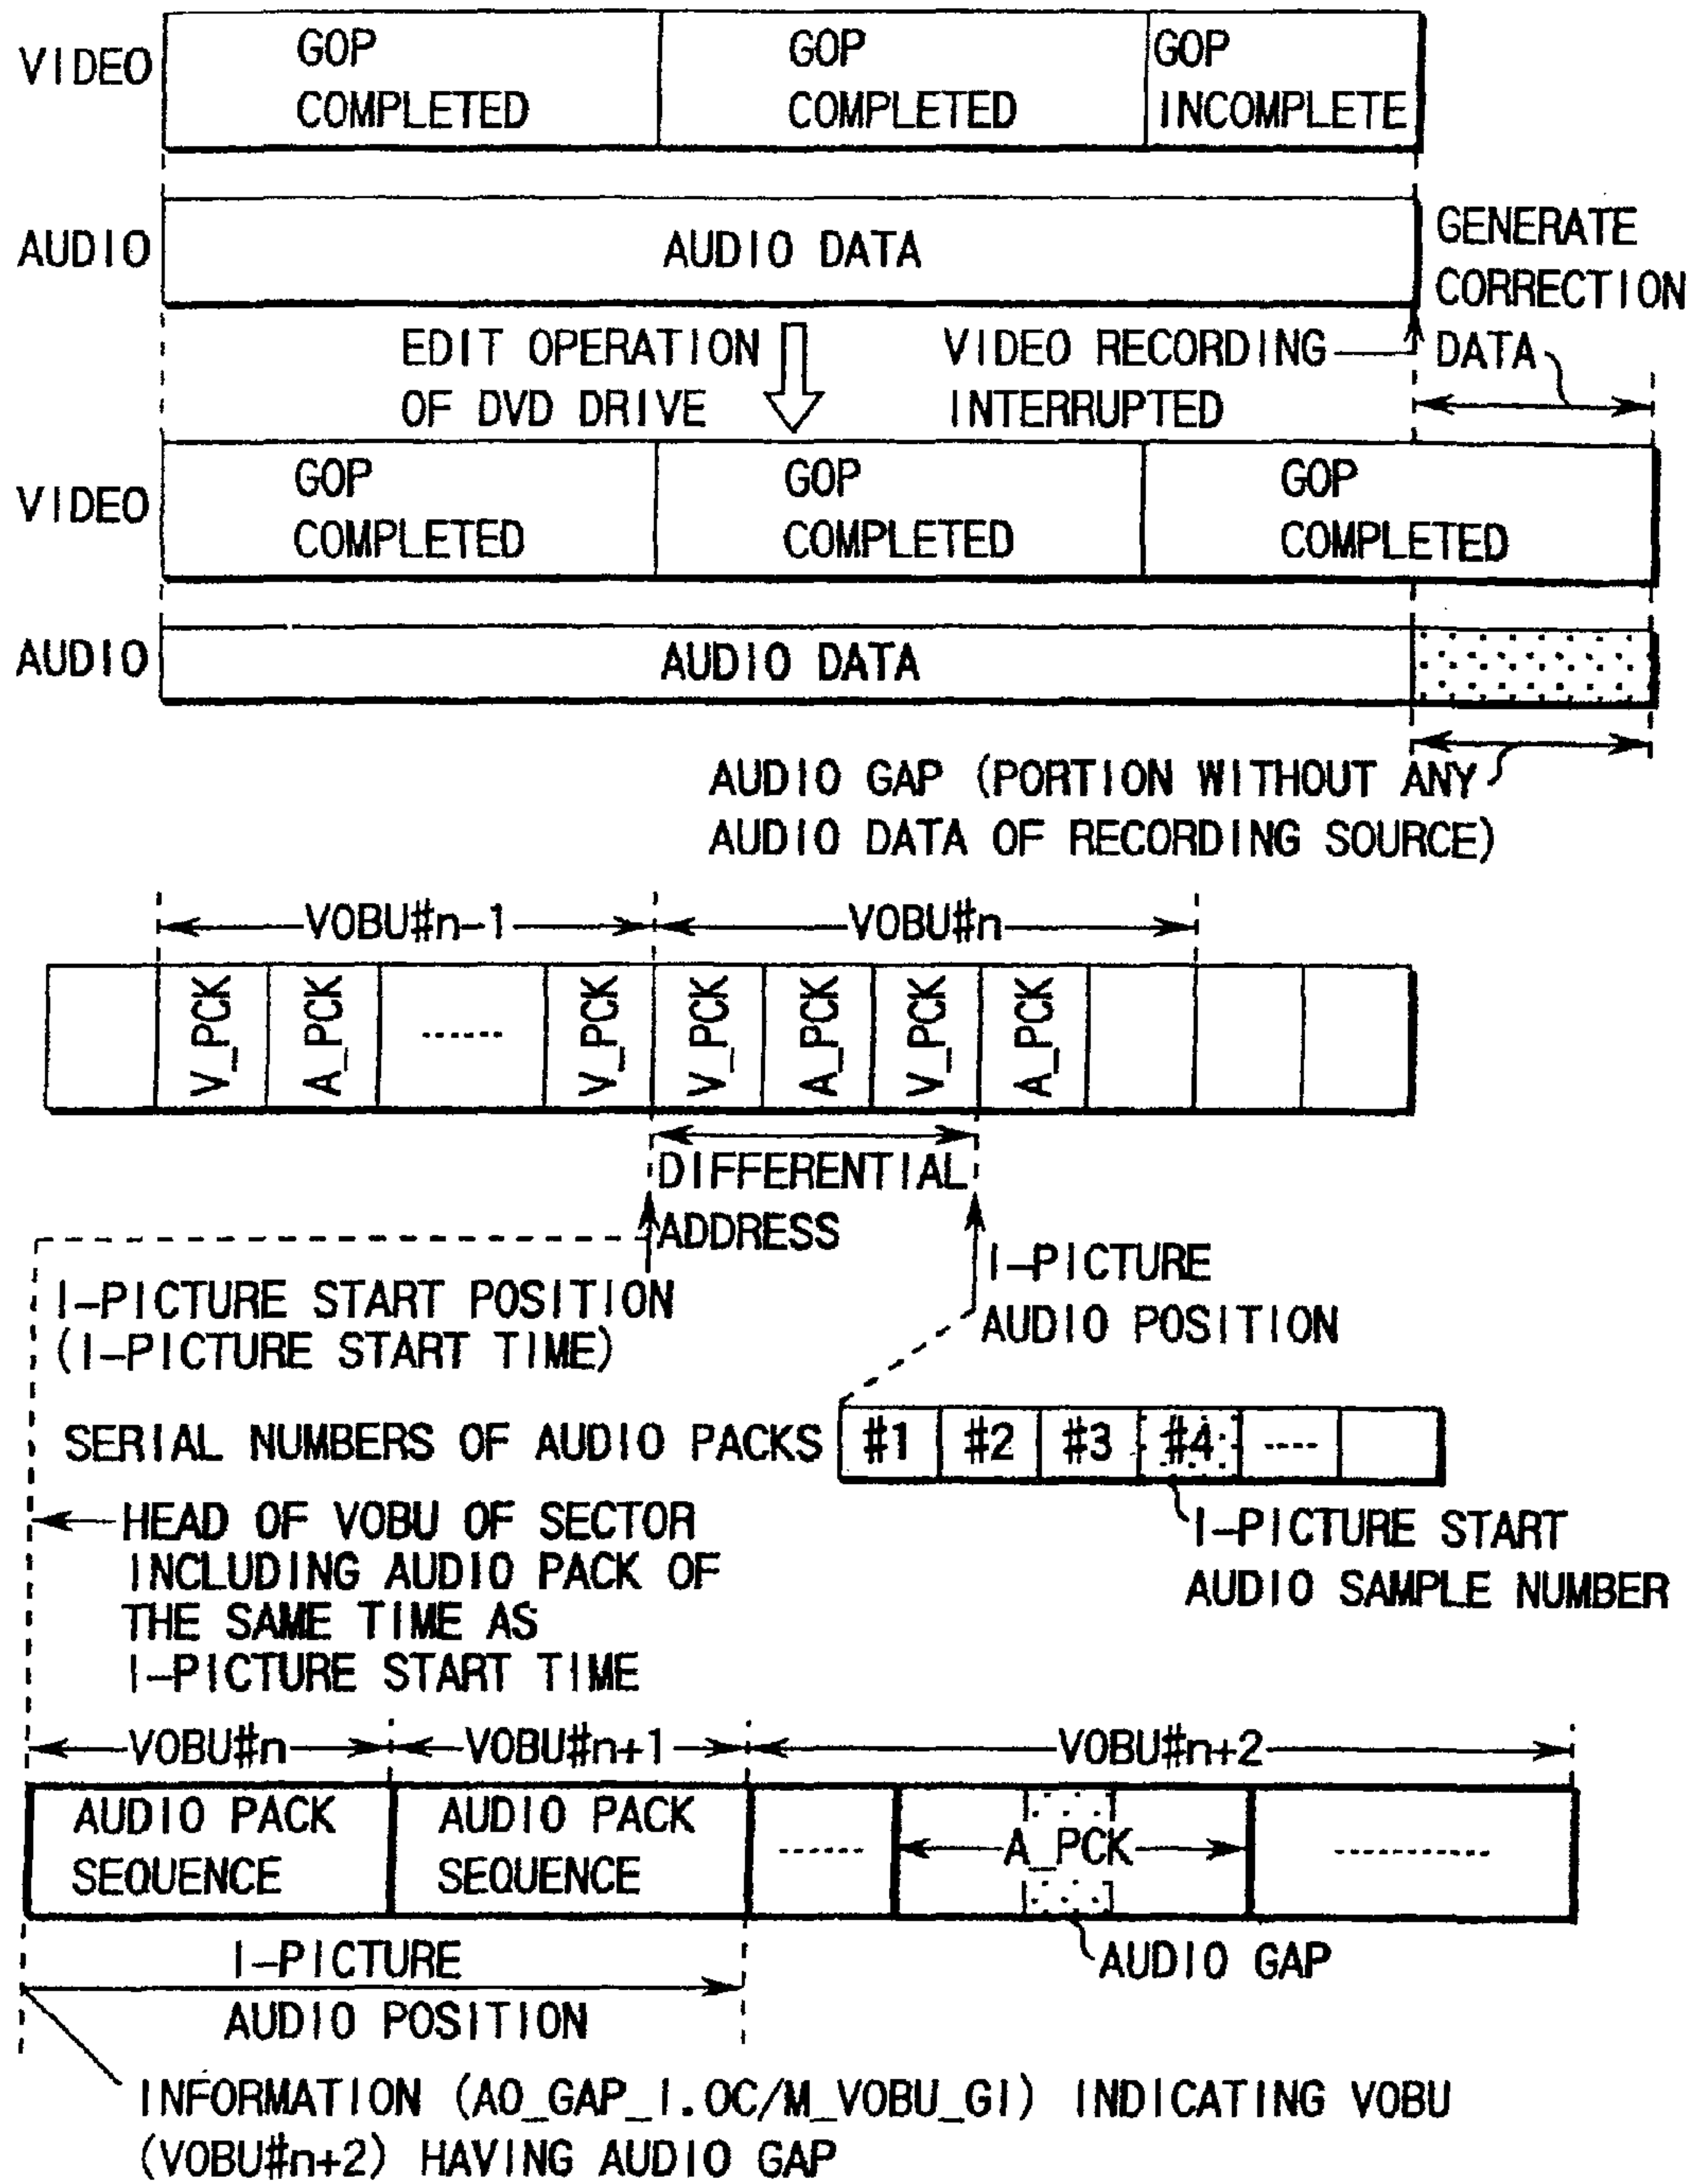 VIDEO
GOP COMPLETED
GOP COMPLETED
GOP INCOMPLETE
AUDIO
AUDIO DATA
GENERATE
CORRECTION
DATA
EDIT OPERATION
OF DVD DRIVE
VIDEO RECORDING
INTERRUPTED
VIDEO
GOP COMPLETED
GOP COMPLETED
GOP COMPLETED
AUDIO
AUDIO DATA
AUDIO GAP (PORTION WITHOUT ANY
AUDIO DATA OF RECORDING SOURCE)
VOBU#n-1
VOBU#n
V_PCK
A_PCK
V_PCK
V_PCK
A_PCK
V_PCK
A_PCK
DIFFERENTIAL
ADDRESS
I-PICTURE START POSITION
(I-PICTURE START TIME)
I-PICTURE
AUDIO POSITION
SERIAL NUMBERS OF AUDIO PACKS
#1 #2 #3 #4
I-PICTURE START
AUDIO SAMPLE NUMBER
HEAD OF VOBU OF SECTOR
INCLUDING AUDIO PACK OF
THE SAME TIME AS
I-PICTURE START TIME
VOBU#n
VOBU#n+1
VOBU#n+2
AUDIO PACK
SEQUENCE
AUDIO PACK
SEQUENCE
A_PCK
AUDIO GAP
I-PICTURE
AUDIO POSITION
INFORMATION (A0_GAP_I.OC/M_VOBU_GI) INDICATING VOBU
(VOBU#n+2) HAVING AUDIO GAP